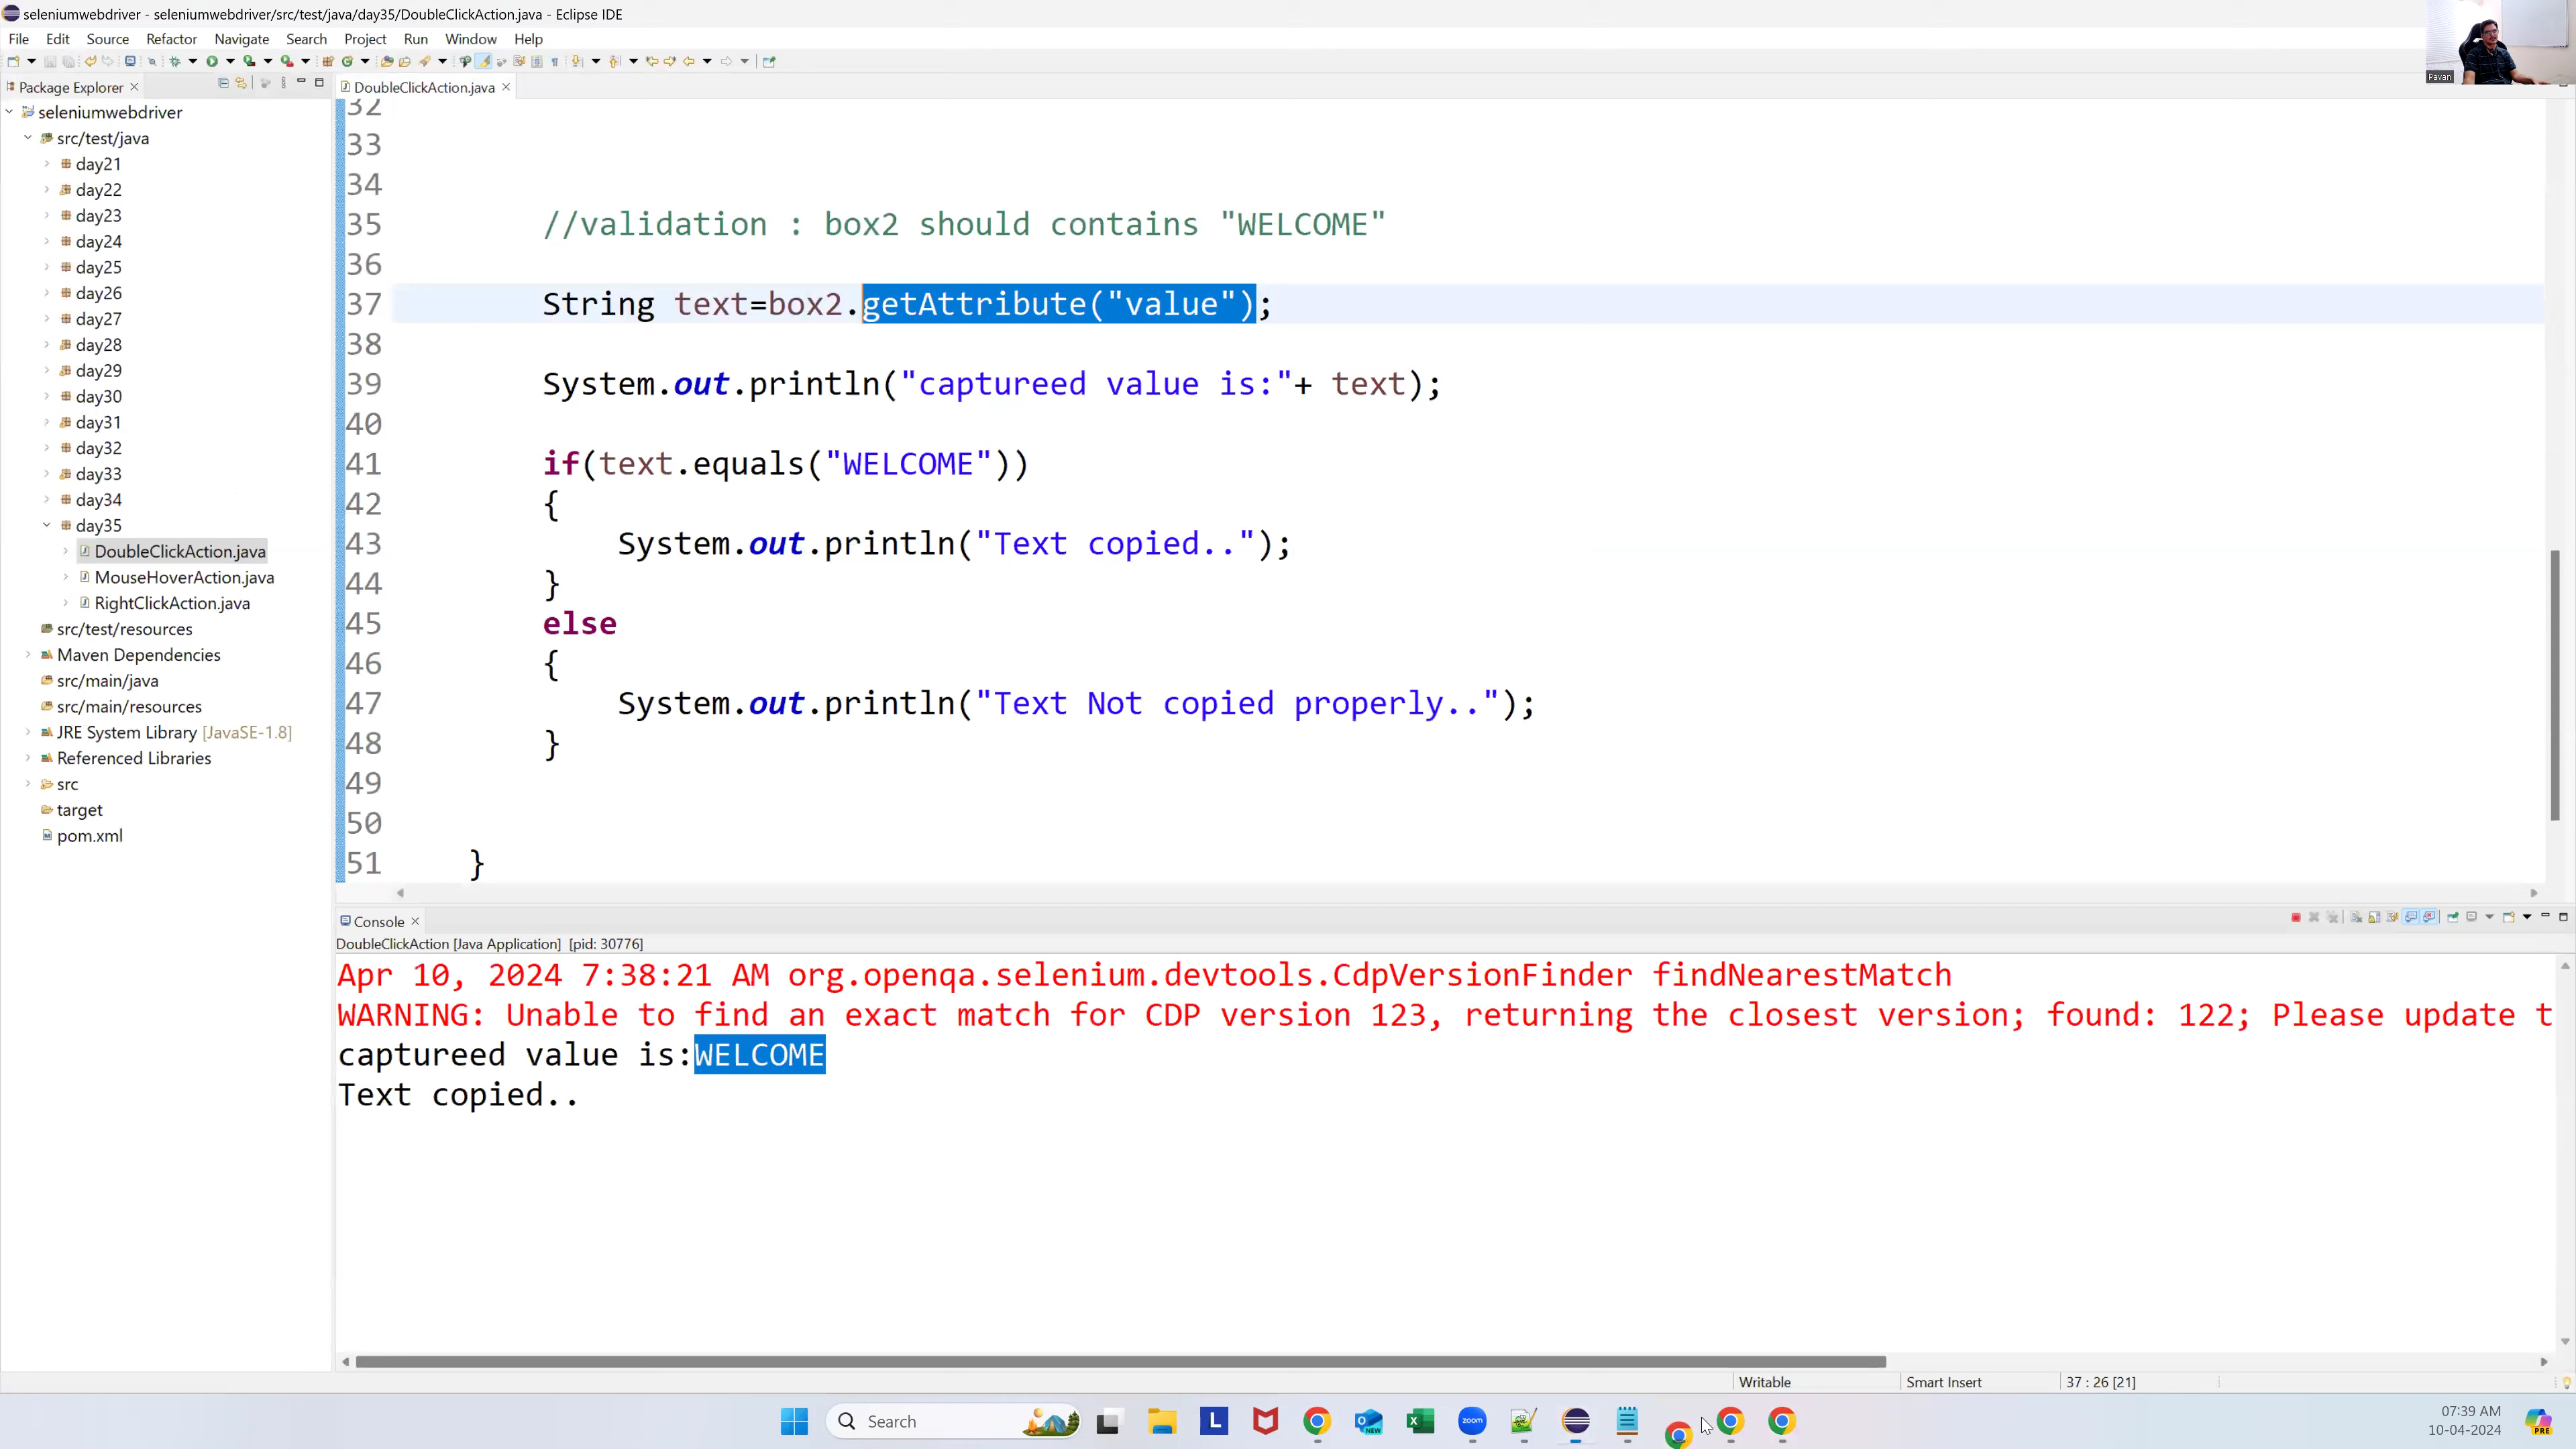 seleniumwebdriver - seleniumwebdriver/src/test/java/day35/DoubleClickAction.java - Eclipse IDE
File Edit Source Refactor Navigate Search Project Run Window Help
Pavan
Package Explorer
seleniumwebdriver
src/test/java
day21
day22
day23
day24
day25
day26
day27
day28
day29
day30
day31
day32
day33
day34
day35
DoubleClickAction.java
MouseHoverAction.java
RightClickAction.java
src/test/resources
Maven Dependencies
src/main/java
src/main/resources
JRE System Library [JavaSE-1.8]
Referenced Libraries
src
target
pom.xml
DoubleClickAction.java
32
33
34
35 //validation : box2 should contains "WELCOME"
36
37 String text=box2.getAttribute("value");
38
39 System.out.println("captureed value is:"+ text);
40
41 if(text.equals("WELCOME"))
42 {
43 System.out.println("Text copied..");
44 }
45 else
46 {
47 System.out.println("Text Not copied properly..");
48 }
49
50
51 }
Console
DoubleClickAction [Java Application] [pid: 30776]
Apr 10, 2024 7:38:21 AM org.openqa.selenium.devtools.CdpVersionFinder findNearestMatch
WARNING: Unable to find an exact match for CDP version 123, returning the closest version; found: 122; Please update t
captureed value is:WELCOME
Text copied..
Writable Smart Insert 37 : 26 [21]
Search
L
NEW
zoom
07:39 AM
10-04-2024
PRE